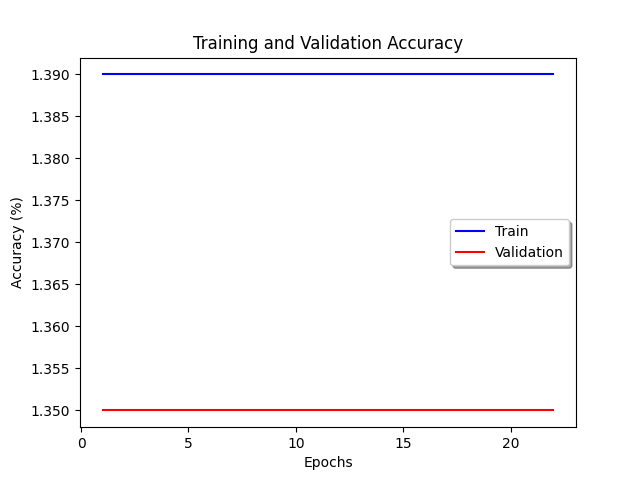 Training and Validation Accuracy
1.390
1.385
1.380
1.375
1.370
1.365
1.360
1.355
1.350
Accuracy (%)
Train
Validation
0
5
10
15
20
Epochs